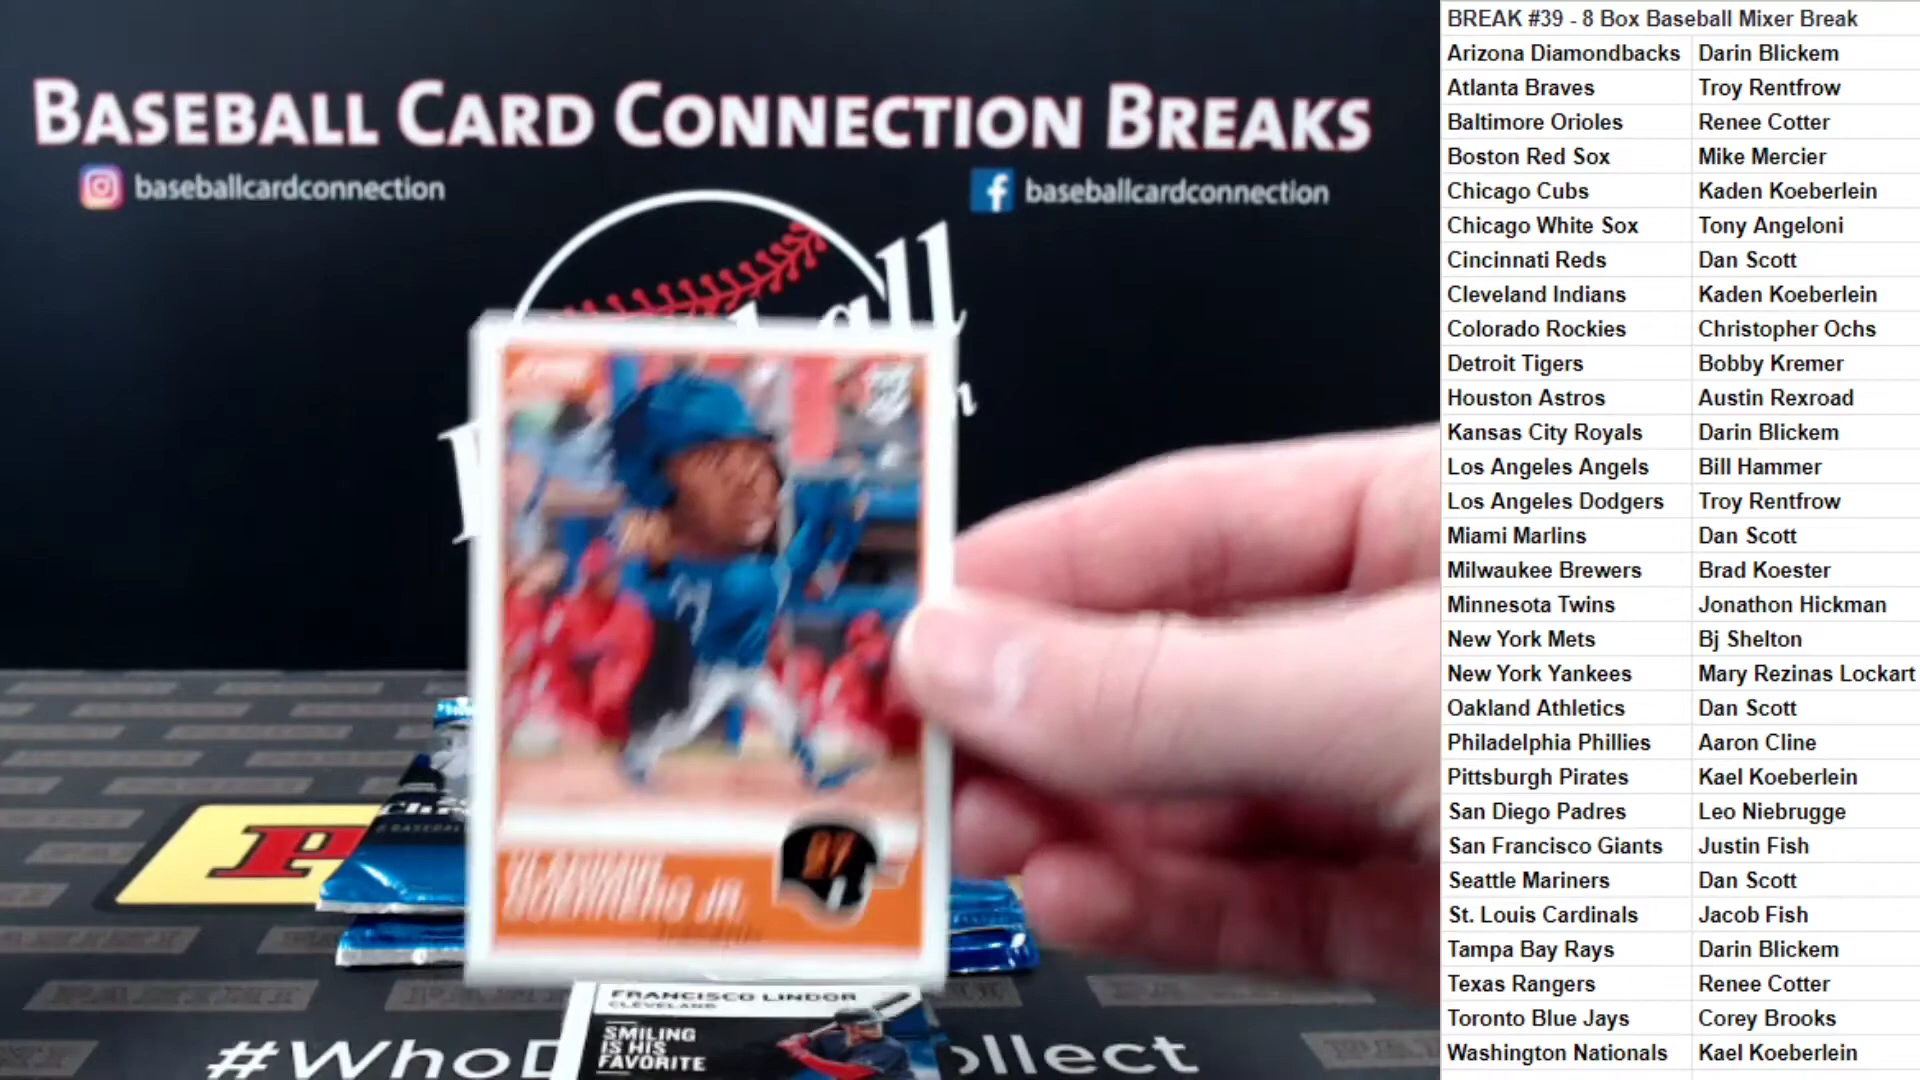 BASEBALL CARD CONNECTION BREAKS
baseballcardconnection
baseballcardconnection
FRANCISCO LINDOR
CLEVELAND
SMILING
IS HIS
FAVORITE
BREAK #39 - 8 Box Baseball Mixer Break
Arizona Diamondbacks Darin Blickem
Atlanta Braves Troy Rentfrow
Baltimore Orioles Renee Cotter
Boston Red Sox Mike Mercier
Chicago Cubs Kaden Koeberlein
Chicago White Sox Tony Angeloni
Cincinnati Reds Dan Scott
Cleveland Indians Kaden Koeberlein
Colorado Rockies Christopher Ochs
Detroit Tigers Bobby Kremer
Houston Astros Austin Rexroad
Kansas City Royals Darin Blickem
Los Angeles Angels Bill Hammer
Los Angeles Dodgers Troy Rentfrow
Miami Marlins Dan Scott
Milwaukee Brewers Brad Koester
Minnesota Twins Jonathon Hickman
New York Mets Bj Shelton
New York Yankees Mary Rezinas Lockart
Oakland Athletics Dan Scott
Philadelphia Phillies Aaron Cline
Pittsburgh Pirates Kael Koeberlein
San Diego Padres Leo Niebrugge
San Francisco Giants Justin Fish
Seattle Mariners Dan Scott
St. Louis Cardinals Jacob Fish
Tampa Bay Rays Darin Blickem
Texas Rangers Renee Cotter
Toronto Blue Jays Corey Brooks
Washington Nationals Kael Koeberlein